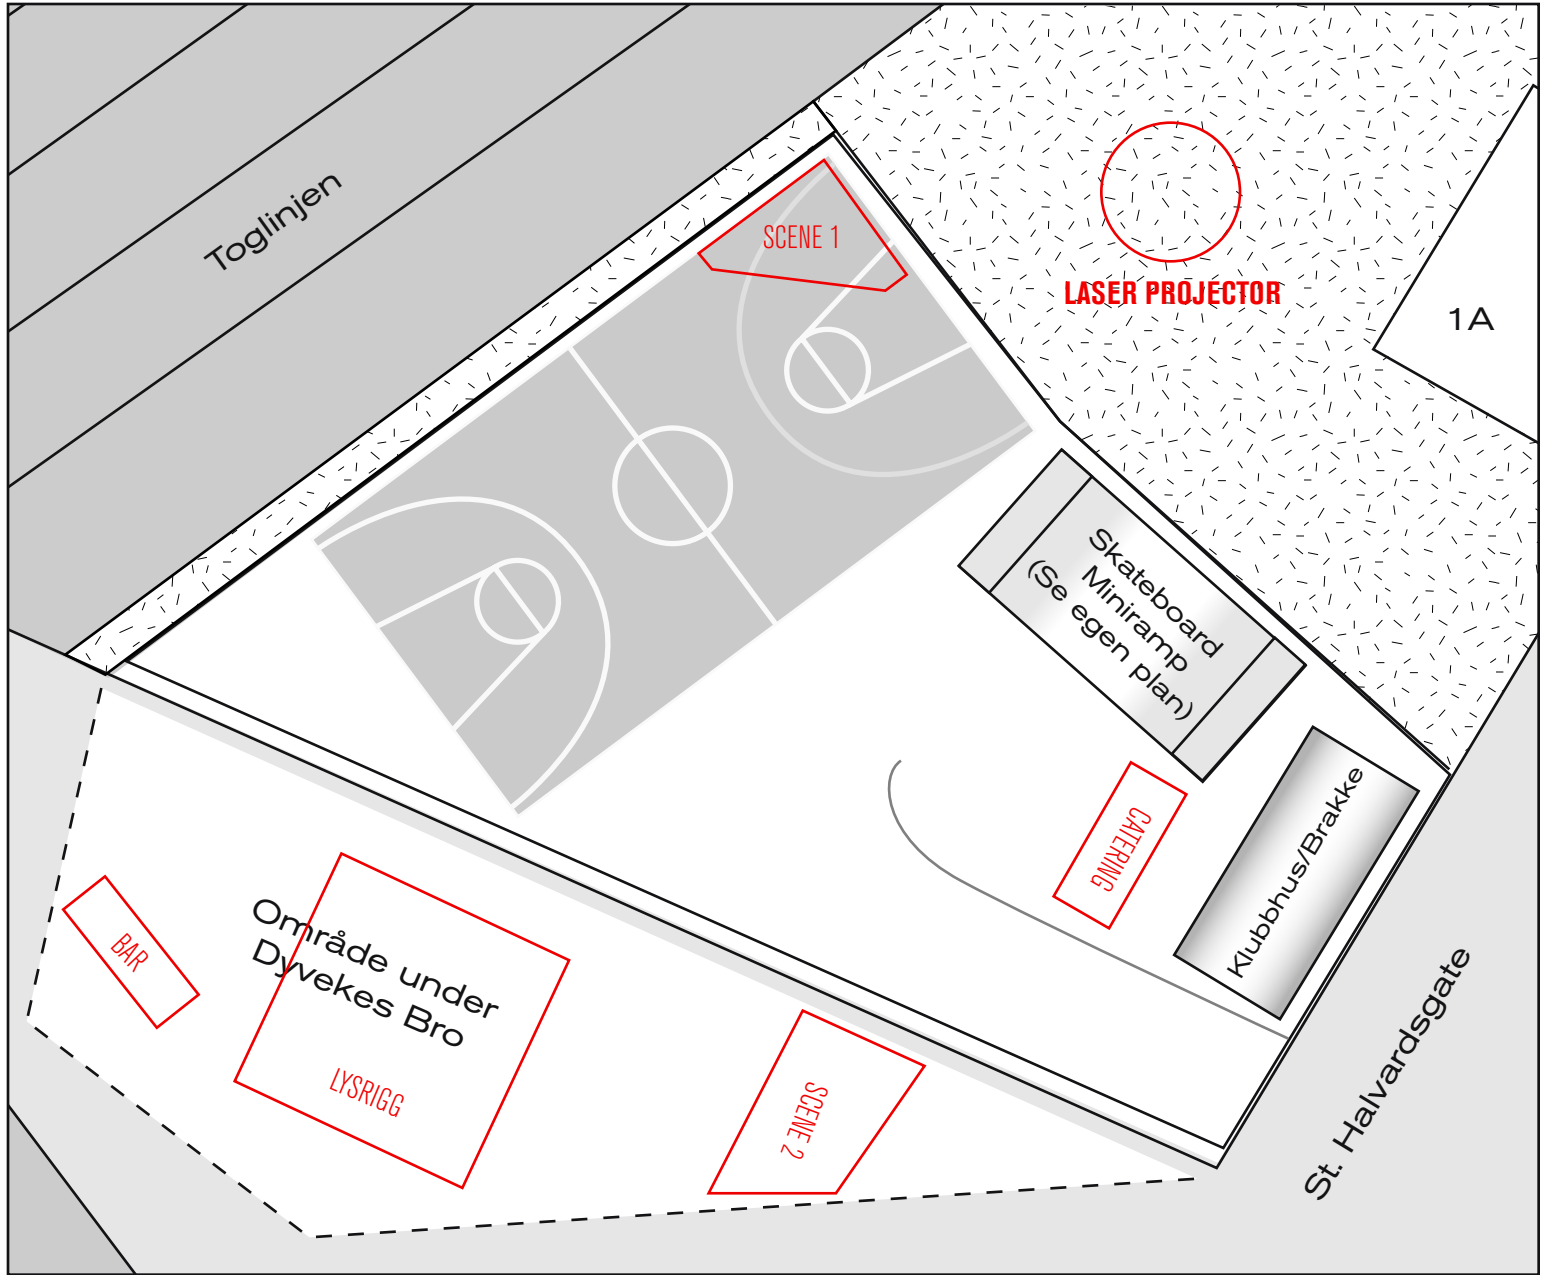 Toglinjen
SCENE 1
LASER PROJECTOR
1A
Skateboard
Miniramp
(Se egen plan)
CATERING
Klubbhus/Brakke
BAR
Område under
Dyvekes Bro
LYSRIGG
SCENE 2
St. Halvardsgate